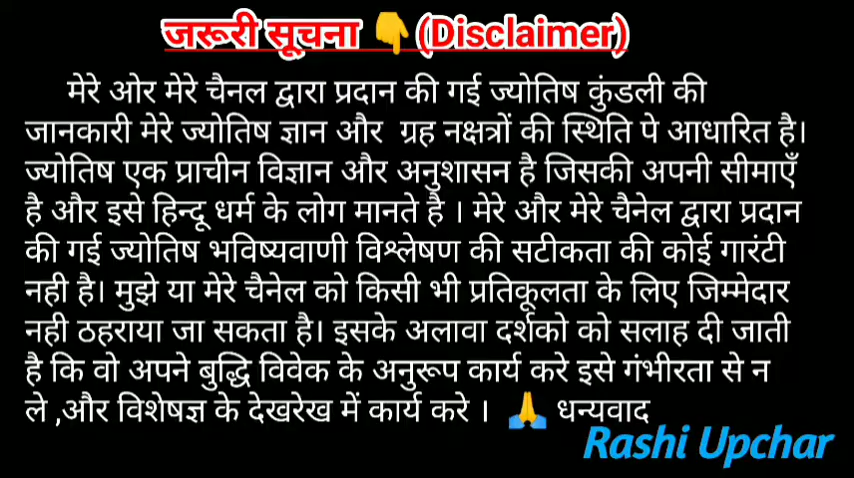 जरूरी सूचना 👇 (Disclaimer)
मेरे ओर मेरे चैनल द्वारा प्रदान की गई ज्योतिष कुंडली की
जानकारी मेरे ज्योतिष ज्ञान और ग्रह नक्षत्रों की स्थिति पे आधारित है।
ज्योतिष एक प्राचीन विज्ञान और अनुशासन है जिसकी अपनी सीमाएँ
है और इसे हिन्दू धर्म के लोग मानते है । मेरे और मेरे चैनेल द्वारा प्रदान
की गई ज्योतिष भविष्यवाणी विश्लेषण की सटीकता की कोई गारंटी
नही है। मुझे या मेरे चैनेल को किसी भी प्रतिकूलता के लिए जिम्मेदार
नही ठहराया जा सकता है। इसके अलावा दर्शको को सलाह दी जाती
है कि वो अपने बुद्धि विवेक के अनुरूप कार्य करे इसे गंभीरता से न
ले ,और विशेषज्ञ के देखरेख में कार्य करे । 🙏 धन्यवाद
Rashi Upchar